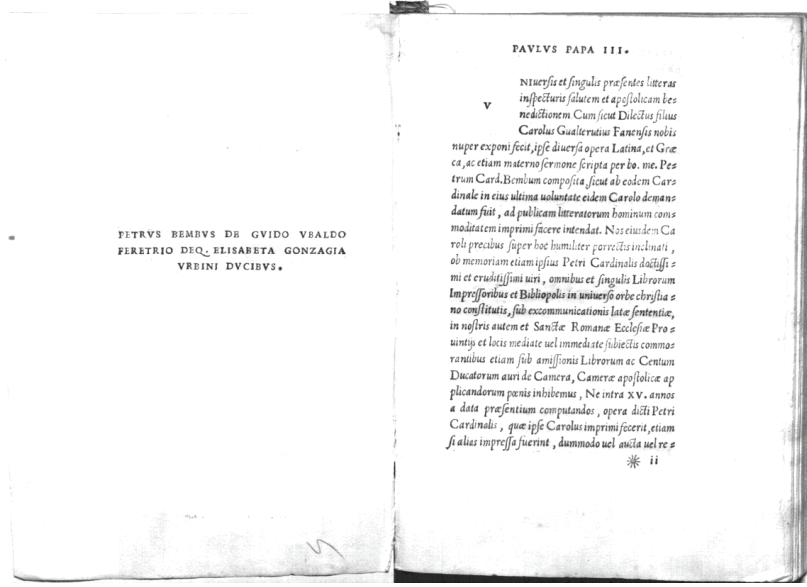 PETRVS BEMBVS DE GVIDO VBALDO
FERETRIO DEQ. ELISABETA GONZAGIA
VRBINI DVCIBVS.
PAVLVS PAPA III.
V
NIuersis et singulis præsentes litteras
inspecturis salutem et apostolicam be=
nedictionem Cum sicut Dilectus filius
Carolus Gualterutius Fanensis nobis
nuper exponi fecit, ipse diuersa opera Latina, et Græ
ca, ac etiam materno sermone scripta per bo. me. Pe=
trum Card. Bembum composita, sicut ab eodem Car=
dinale in eius ultima uoluntate eidem Carolo deman=
datum fuit, ad publicam litteratorum hominum com=
moditatem imprimi facere intendat. Nos eiusdem Ca
roli precibus super hoc humiliter porrectis inclinati,
ob memoriam etiam ipsius Petri Cardinalis doctissi=
mi et eruditissimi uiri, omnibus et singulis Librorum
Impressoribus et Bibliopolis in uniuerso orbe christia=
no constitutis, sub excommunicationis latæ sententiæ,
in nostris autem et Sanctæ Romanæ Ecclesiæ Pro=
uintijs et locis mediate uel immediate subiectis commo=
rantibus etiam sub amissionis Librorum ac Centum
Ducatorum auri de Camera, Cameræ apostolicæ ap
plicandorum pœnis inhibemus, Ne intra XV. annos
a data præsentium computandos, opera dicti Petri
Cardinalis, quæ ipse Carolus imprimi fecerit, etiam
si alias impressa fuerint, dummodo uel aucta uel re=
※ ii